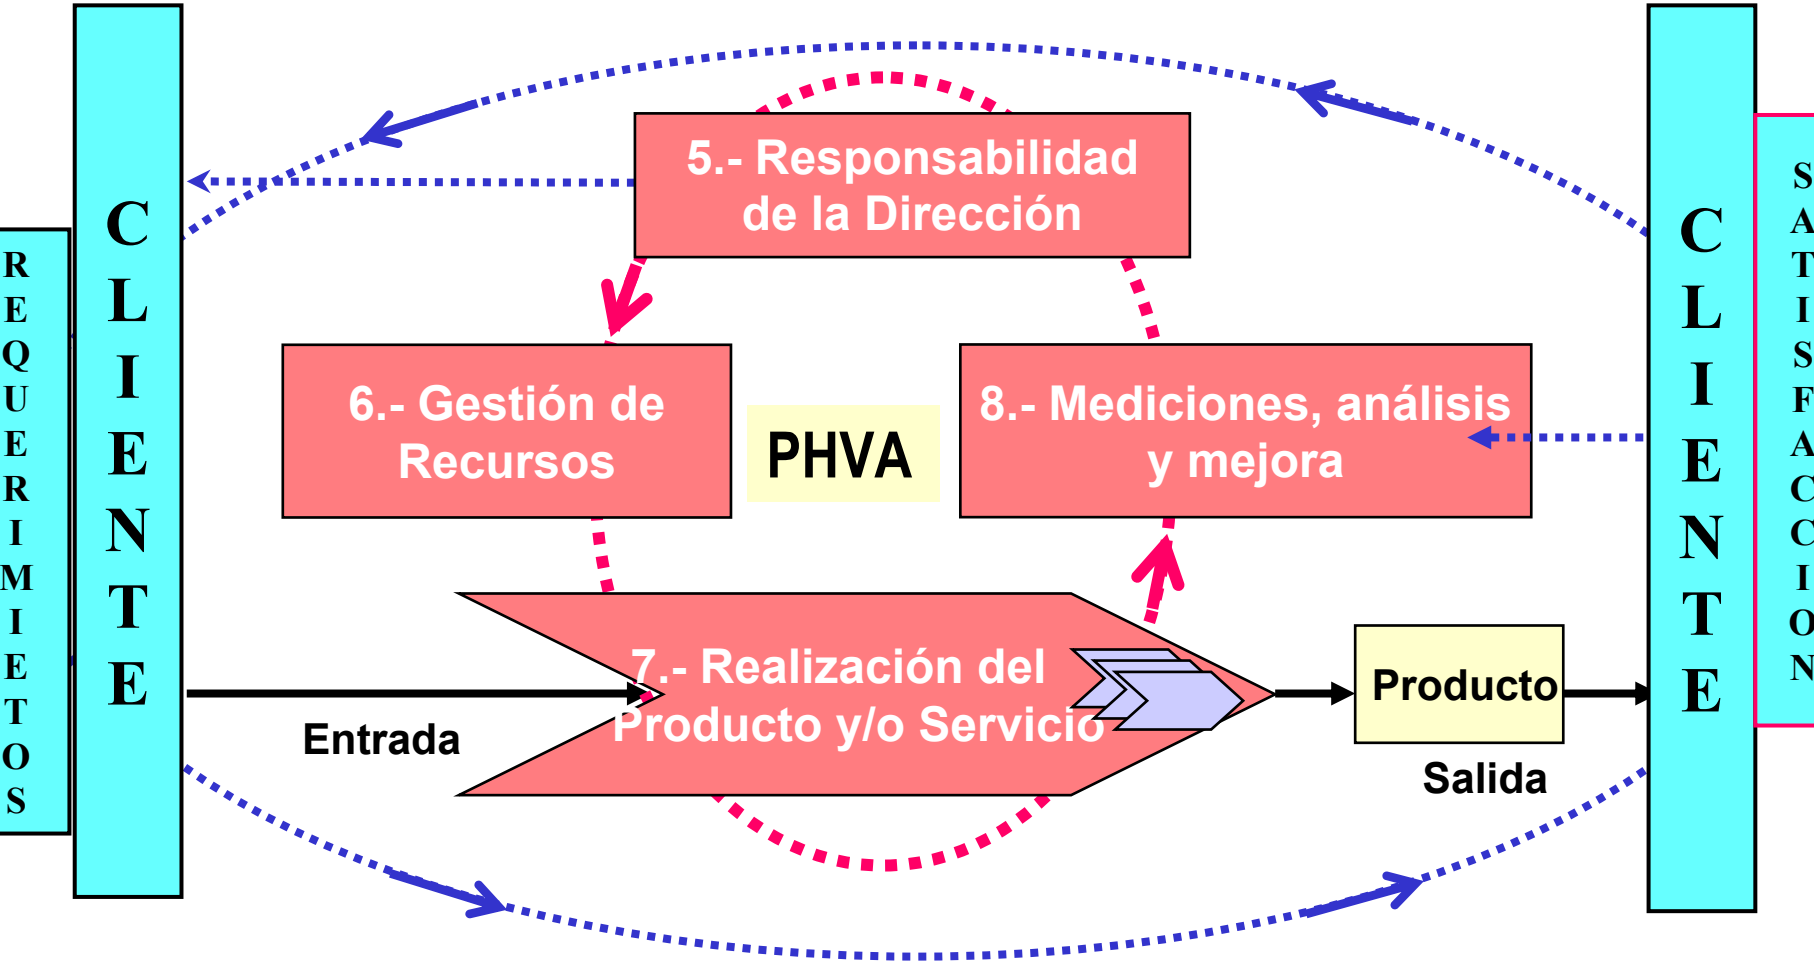 REQUERIMIETOS
CLIENTE
5.- Responsabilidad
de la Dirección
6.- Gestión de
Recursos
PHVA
8.- Mediciones, análisis
y mejora
7.- Realización del
Producto y/o Servicio
Entrada
Producto
Salida
CLIENTE
SATISFACCION